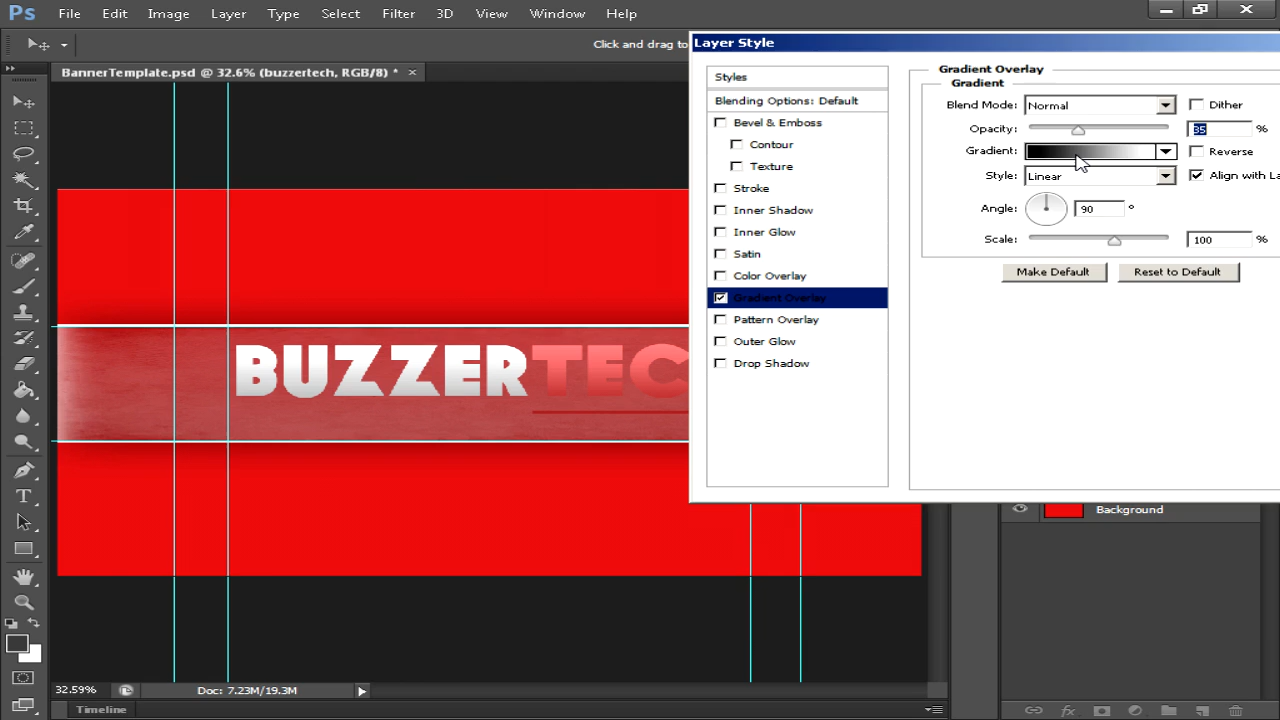 Ps File Edit Image Layer Type Select Filter 3D View Window Help
Click and drag to
Layer Style
BannerTemplate.psd @ 32.6% (buzzertech, RGB/8) * ×
Styles
Blending Options: Default
Bevel & Emboss
Contour
Texture
Stroke
Inner Shadow
Inner Glow
Satin
Color Overlay
Gradient Overlay
Pattern Overlay
Outer Glow
Drop Shadow
Gradient Overlay
Gradient
Blend Mode: Normal Dither
Opacity: 35 %
Gradient: Reverse
Style: Linear Align with La
Angle: 90 °
Scale: 100 %
Make Default Reset to Default
BUZZERTEC
Background
32.59% Doc: 7.23M/19.3M
Timeline